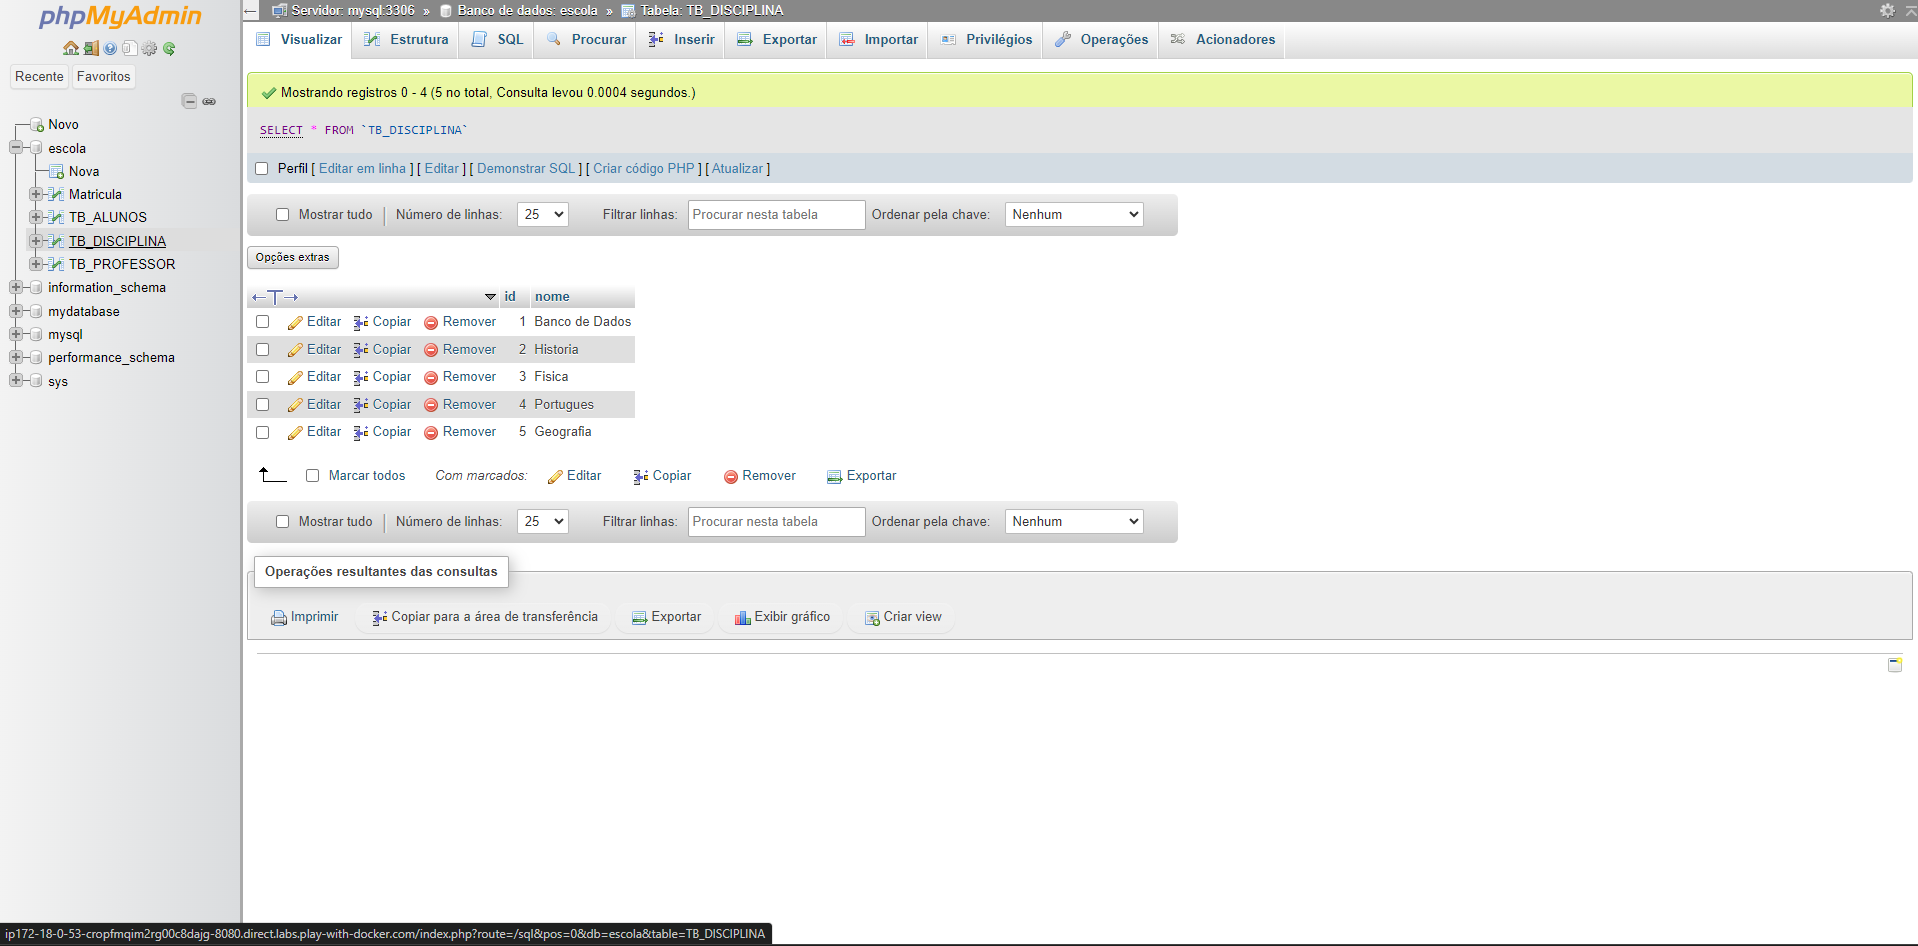 phpMyAdmin
Recente Favoritos
Novo
escola
Nova
Matricula
TB_ALUNOS
TB_DISCIPLINA
TB_PROFESSOR
information_schema
mydatabase
mysql
performance_schema
sys
Servidor: mysql:3306 » Banco de dados: escola » Tabela: TB_DISCIPLINA
Visualizar Estrutura SQL Procurar Inserir Exportar Importar Privilégios Operações Acionadores
Mostrando registros 0 - 4 (5 no total, Consulta levou 0.0004 segundos.)
SELECT * FROM `TB_DISCIPLINA`
Perfil [ Editar em linha ] [ Editar ] [ Demonstrar SQL ] [ Criar código PHP ] [ Atualizar ]
Mostrar tudo Número de linhas: 25 Filtrar linhas: Procurar nesta tabela Ordenar pela chave: Nenhum
Opções extras
←T→ id nome
Editar Copiar Remover 1 Banco de Dados
Editar Copiar Remover 2 Historia
Editar Copiar Remover 3 Fisica
Editar Copiar Remover 4 Portugues
Editar Copiar Remover 5 Geografia
Marcar todos Com marcados: Editar Copiar Remover Exportar
Mostrar tudo Número de linhas: 25 Filtrar linhas: Procurar nesta tabela Ordenar pela chave: Nenhum
Operações resultantes das consultas
Imprimir Copiar para a área de transferência Exportar Exibir gráfico Criar view
ip172-18-0-53-cropfmqim2rg00c8dajg-8080.direct.labs.play-with-docker.com/index.php?route=/sql&pos=0&db=escola&table=TB_DISCIPLINA